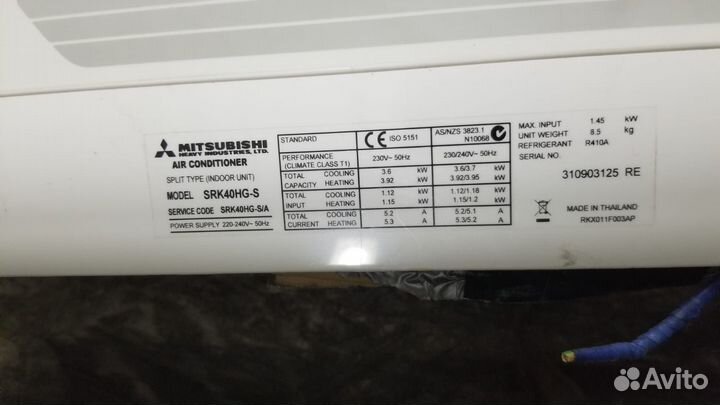 MITSUBISHI
HEAVY INDUSTRIES, LTD.
AIR CONDITIONER
SPLIT TYPE (INDOOR UNIT)
MODEL SRK40HG-S
SERVICE CODE SRK40HG-S/A
POWER SUPPLY 220-240V~ 50Hz
STANDARD CE ISO 5151 AS/NZS 3823.1 N10068
PERFORMANCE (CLIMATE CLASS T1) 230V~ 50Hz 230/240V~ 50Hz
TOTAL CAPACITY COOLING 3.6 kW 3.6/3.7 kW
HEATING 3.92 kW 3.92/3.95 kW
TOTAL INPUT COOLING 1.12 kW 1.12/1.18 kW
HEATING 1.15 kW 1.15/1.2 kW
TOTAL CURRENT COOLING 5.2 A 5.2/5.1 A
HEATING 5.3 A 5.3/5.2 A
MAX. INPUT 1.45 kW
UNIT WEIGHT 8.5 kg
REFRIGERANT R410A
SERIAL NO.
310903125 RE
MADE IN THAILAND
RKX011F003AP
Avito